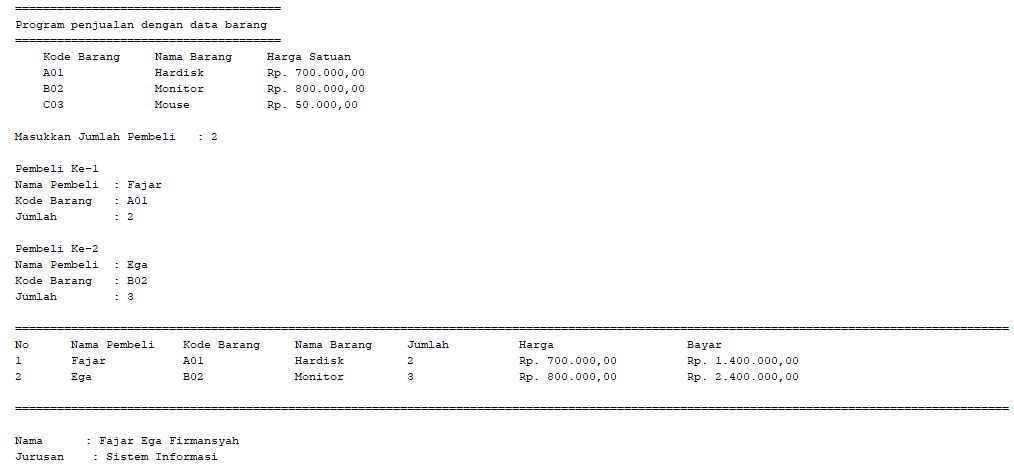 ======================================
Program penjualan dengan data barang
======================================
Kode Barang Nama Barang Harga Satuan
A01 Hardisk Rp. 700.000,00
B02 Monitor Rp. 800.000,00
C03 Mouse Rp. 50.000,00
Masukkan Jumlah Pembeli : 2
Pembeli Ke-1
Nama Pembeli : Fajar
Kode Barang : A01
Jumlah : 2
Pembeli Ke-2
Nama Pembeli : Ega
Kode Barang : B02
Jumlah : 3
==============================================================================================================================================
No Nama Pembeli Kode Barang Nama Barang Jumlah Harga Bayar
1 Fajar A01 Hardisk 2 Rp. 700.000,00 Rp. 1.400.000,00
2 Ega B02 Monitor 3 Rp. 800.000,00 Rp. 2.400.000,00
==============================================================================================================================================
Nama : Fajar Ega Firmansyah
Jurusan : Sistem Informasi